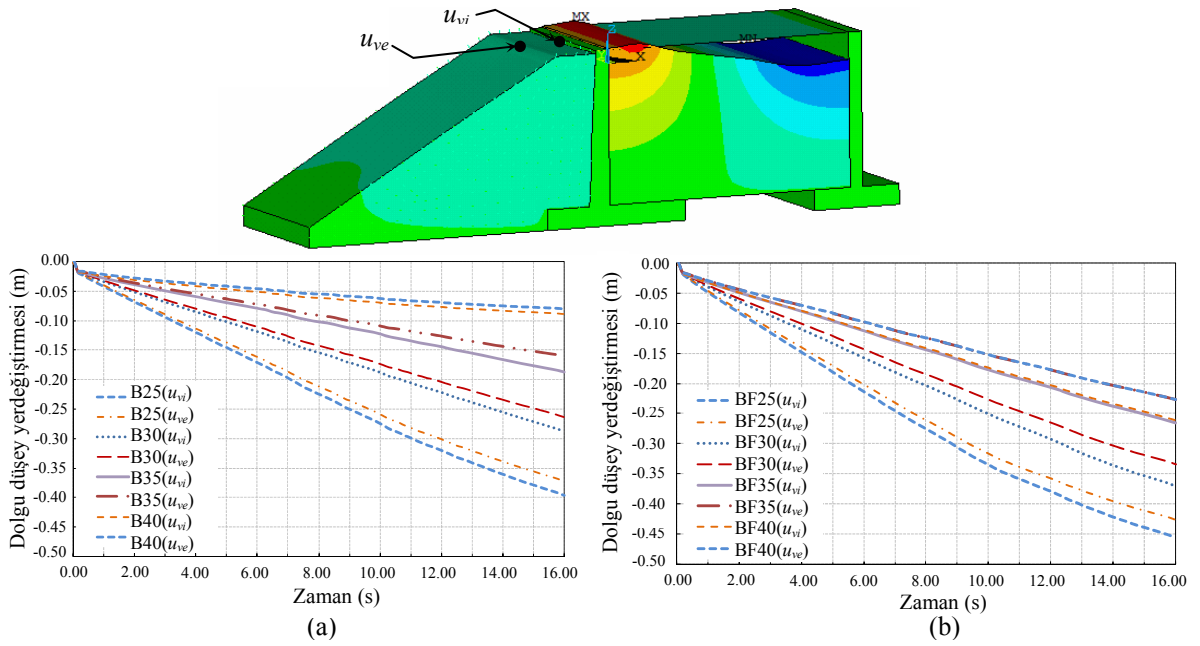 u_vi
u_ve
MX
Z
X
MN
Dolgu düşey yerdeğiştirmesi (m)
0.00
-0.05
-0.10
-0.15
-0.20
-0.25
-0.30
-0.35
-0.40
-0.45
-0.50
B25(u_vi)
B25(u_ve)
B30(u_vi)
B30(u_ve)
B35(u_vi)
B35(u_ve)
B40(u_vi)
B40(u_ve)
0.00 2.00 4.00 6.00 8.00 10.00 12.00 14.00 16.00
Zaman (s)
(a)
Dolgu düşey yerdeğiştirmesi (m)
0.00
-0.05
-0.10
-0.15
-0.20
-0.25
-0.30
-0.35
-0.40
-0.45
-0.50
BF25(u_vi)
BF25(u_ve)
BF30(u_vi)
BF30(u_ve)
BF35(u_vi)
BF35(u_ve)
BF40(u_vi)
BF40(u_ve)
0.00 2.00 4.00 6.00 8.00 10.00 12.00 14.00 16.00
Zaman (s)
(b)